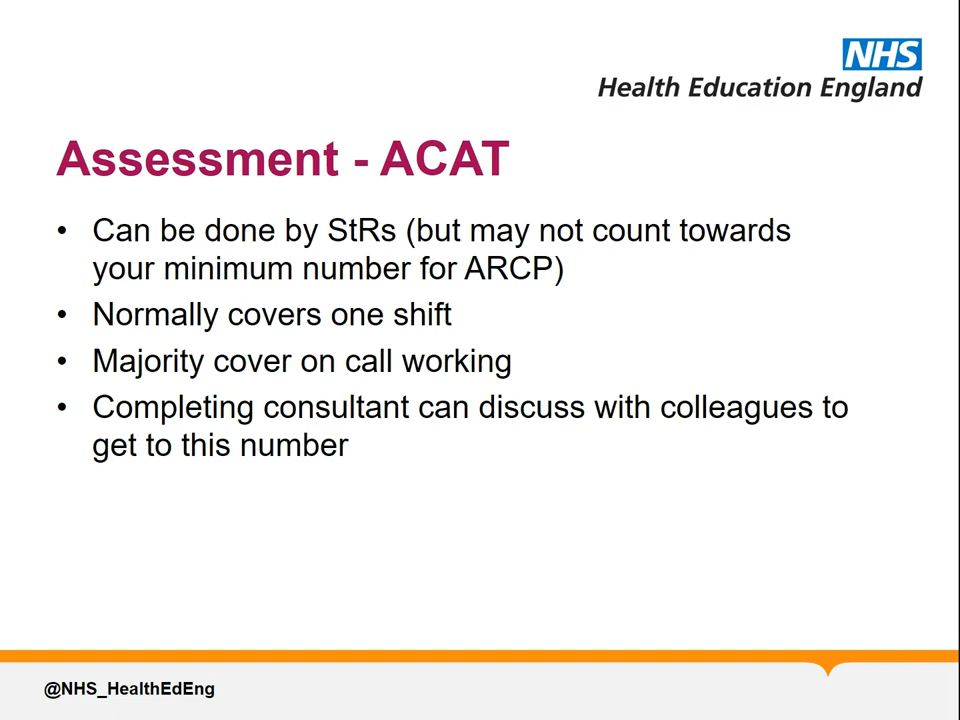 NHS
Health Education England
Assessment - ACAT
• Can be done by StRs (but may not count towards
your minimum number for ARCP)
• Normally covers one shift
• Majority cover on call working
• Completing consultant can discuss with colleagues to
get to this number
@NHS_HealthEdEng